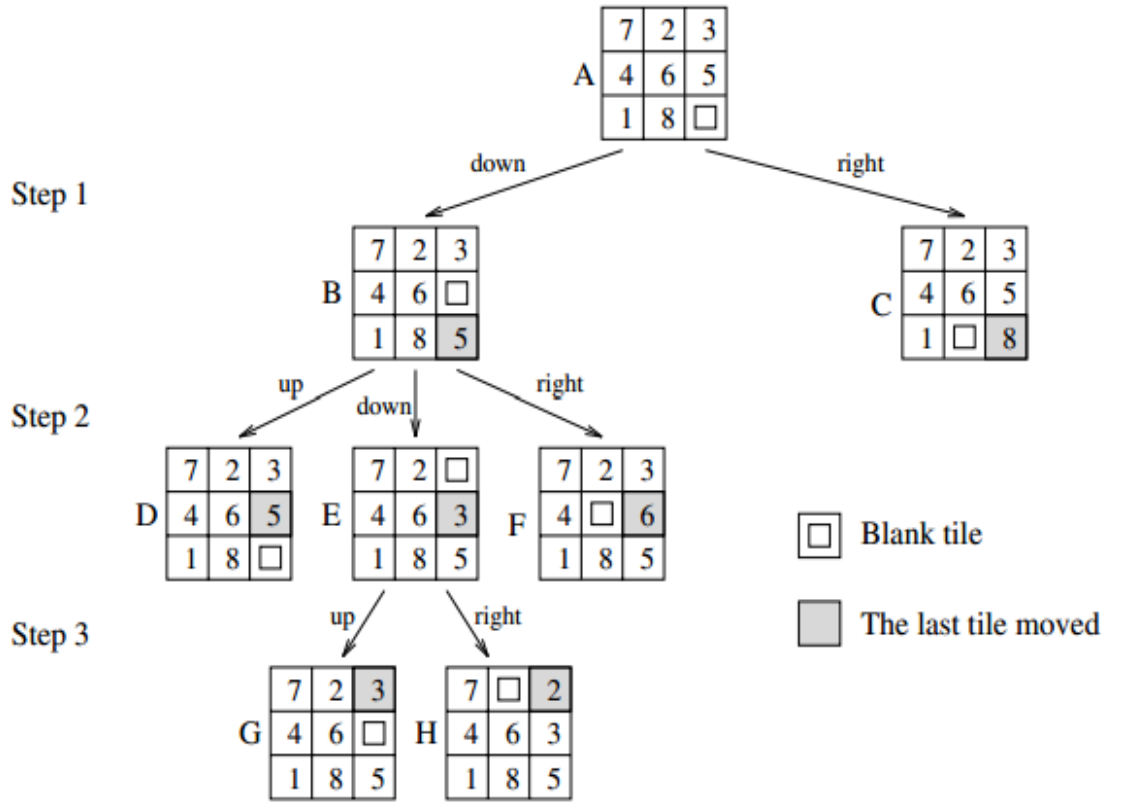 7 2 3
A 4 6 5
1 8
down right
Step 1
7 2 3 7 2 3
B 4 6 C 4 6 5
1 8 5 1 8
up down right
Step 2
7 2 3 7 2 7 2 3
D 4 6 5 E 4 6 3 F 4 6
1 8 1 8 5 1 8 5
Blank tile
up right
Step 3
The last tile moved
7 2 3 7 2
G 4 6 H 4 6 3
1 8 5 1 8 5